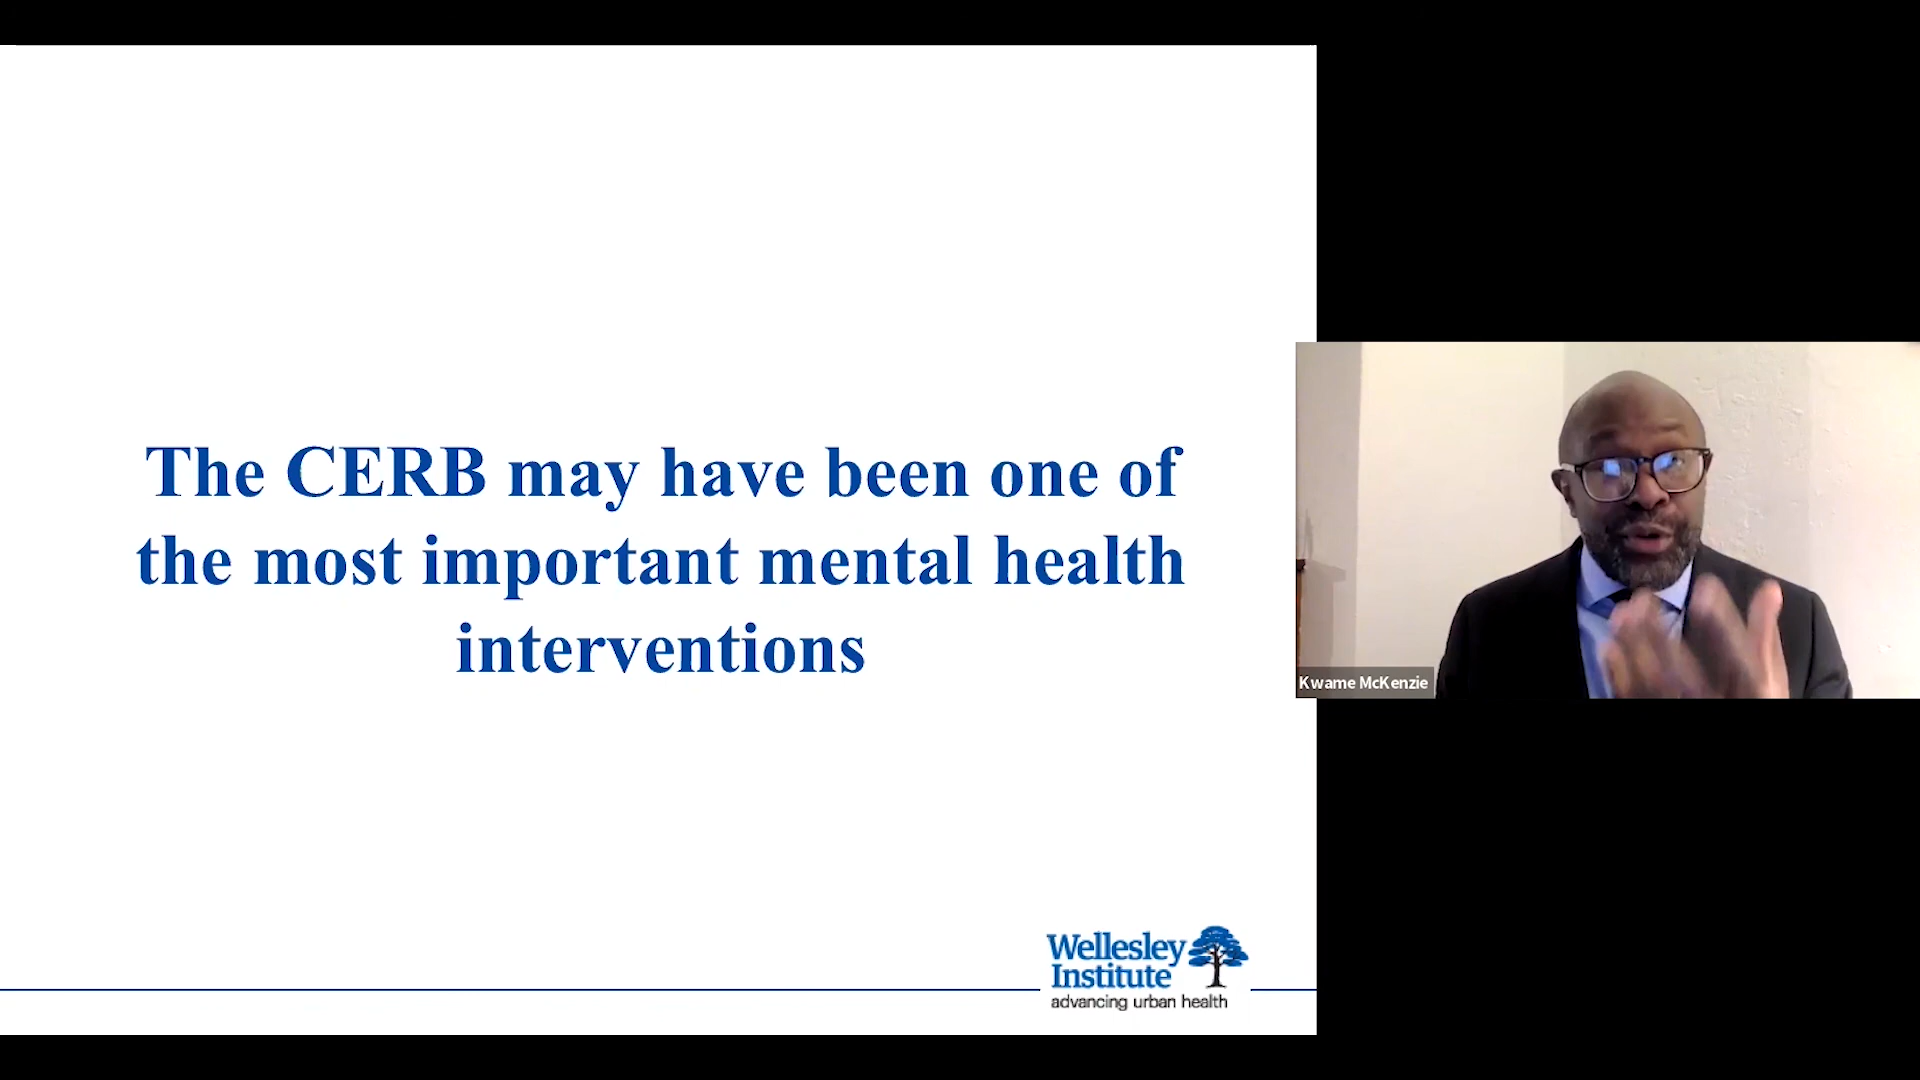 The CERB may have been one of
the most important mental health
interventions
Kwame McKenzie
Wellesley
Institute
advancing urban health